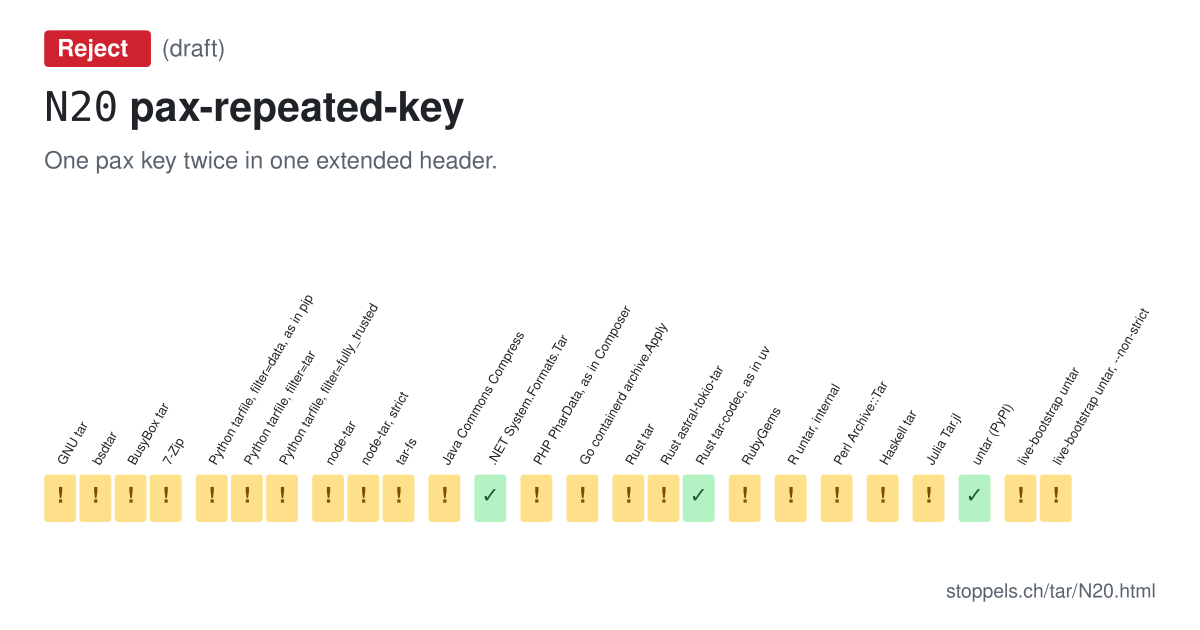 Reject (draft)
N20 pax-repeated-key
One pax key twice in one extended header.
GNU tar
bsdtar
BusyBox tar
7-Zip
Python tarfile, filter=data, as in pip
Python tarfile, filter=tar
Python tarfile, filter=fully_trusted
node-tar
node-tar, strict
tar-fs
Java Commons Compress
.NET System.Formats.Tar
PHP PharData, as in Composer
Go containerd archive.Apply
Rust tar
Rust astral-tokio-tar
Rust tar-codec, as in uv
RubyGems
R untar, internal
Perl Archive::Tar
Haskell tar
Julia Tar.jl
untar (PyPI)
live-bootstrap untar
live-bootstrap untar, --non-strict
! ! ! ! ! ! ! ! ! ! ! ✓ ! ! ! ! ✓ ! ! ! ! ! ✓ ! !
stoppels.ch/tar/N20.html